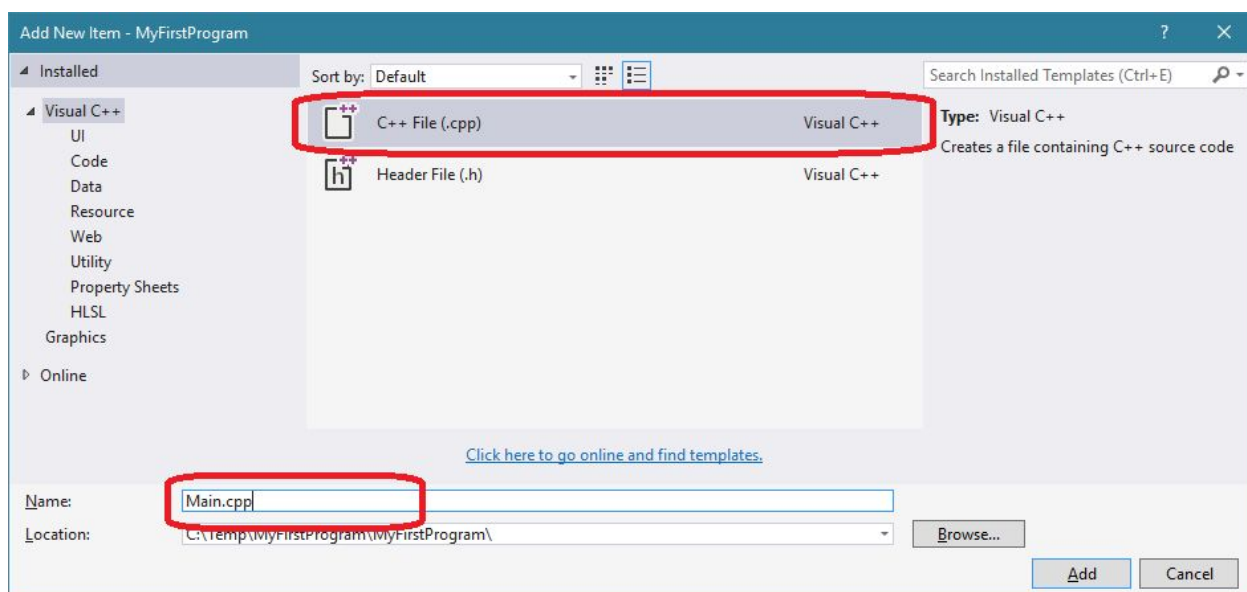 Add New Item - MyFirstProgram ? ×
Installed
Sort by: Default
Search Installed Templates (Ctrl+E)
Visual C++
UI
Code
Data
Resource
Web
Utility
Property Sheets
HLSL
Graphics
Online
C++ File (.cpp) Visual C++
Header File (.h) Visual C++
Type: Visual C++
Creates a file containing C++ source code
Click here to go online and find templates.
Name: Main.cpp
Location: C:\Temp\MyFirstProgram\MyFirstProgram\
Browse...
Add Cancel